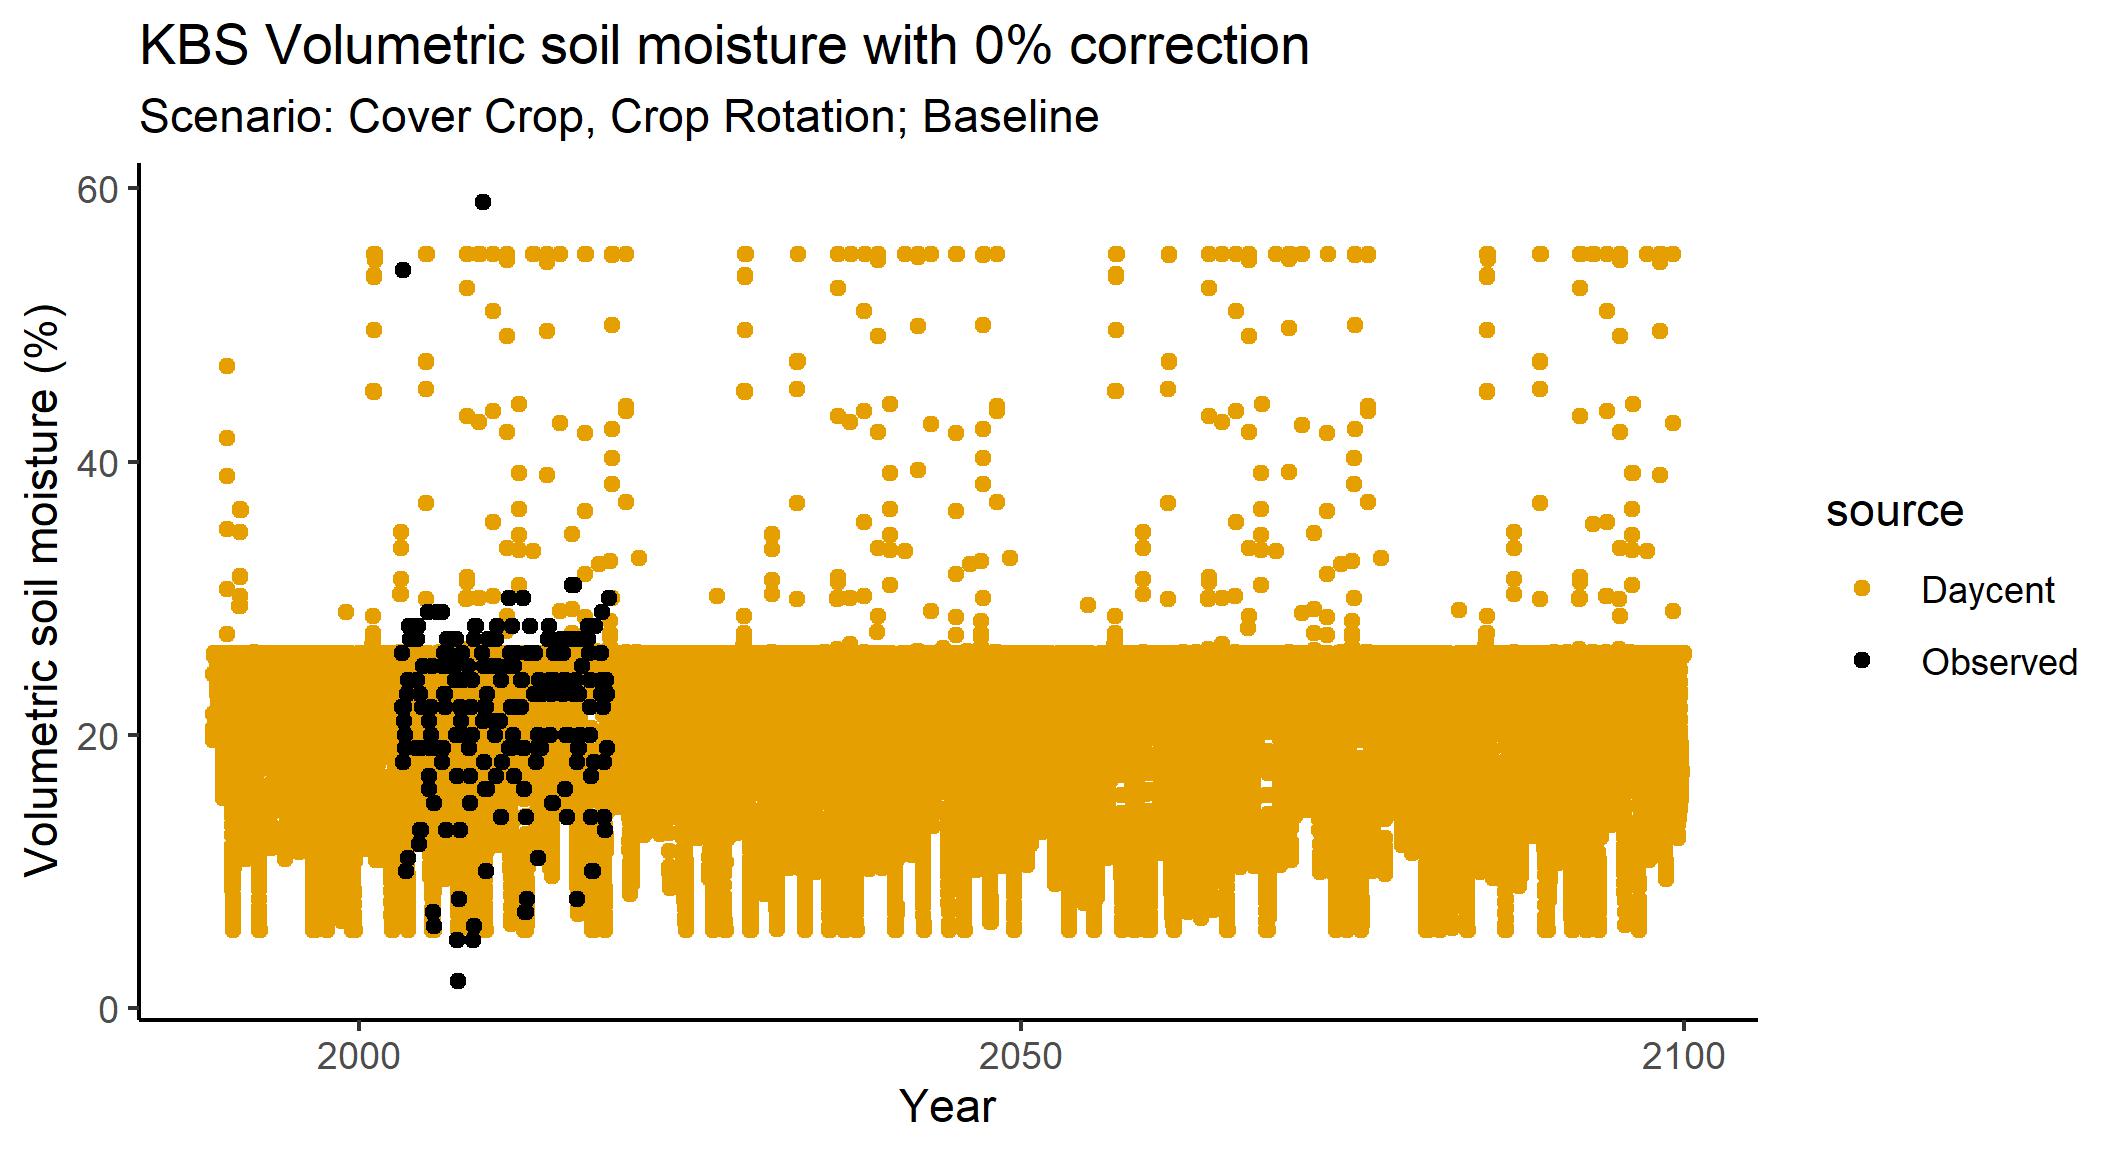 KBS Volumetric soil moisture with 0% correction
Scenario: Cover Crop, Crop Rotation; Baseline
Volumetric soil moisture (%)
60
40
20
0
2000
2050
2100
Year
source
Daycent
Observed